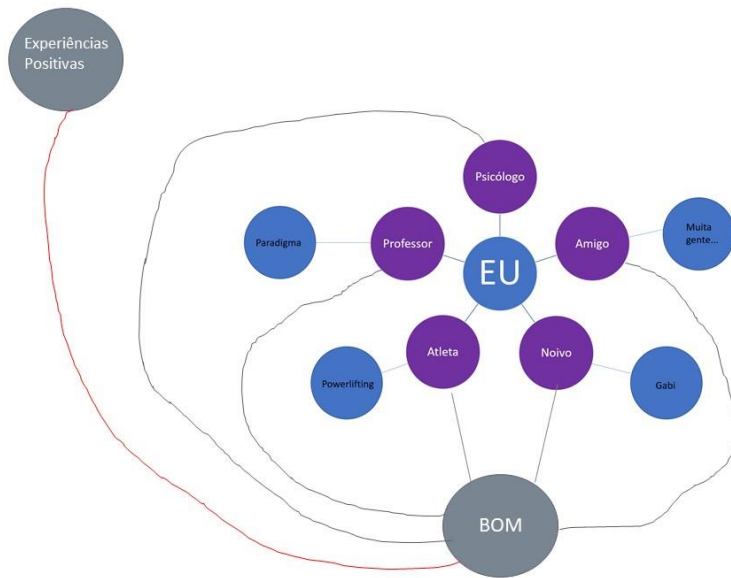 Experiências
Positivas
Psicólogo
Paradigma
Professor
EU
Amigo
Muita
gente...
Atleta
Noivo
Powerlifting
Gabi
BOM